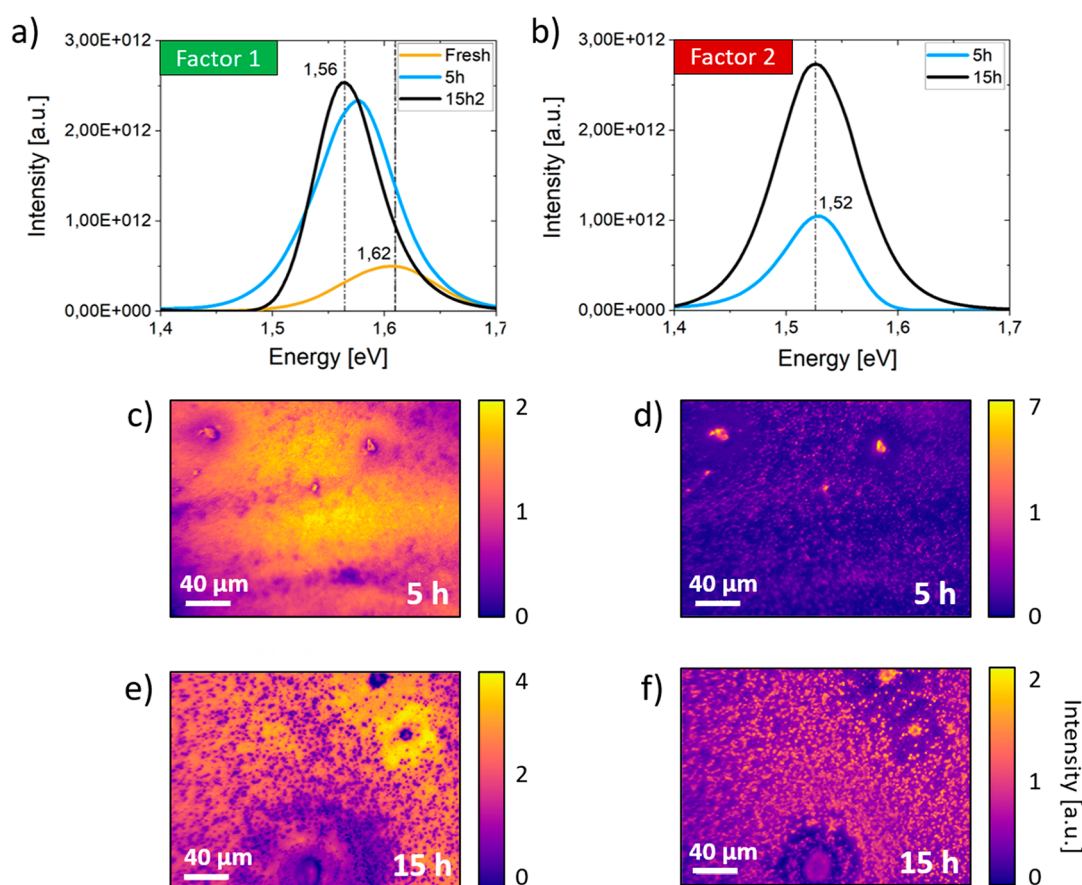 a)
Factor 1
Fresh
5h
15h2
1,56
1,62
3,00E+012
2,00E+012
1,00E+012
0,00E+000
Intensity [a.u.]
1,4
1,5
1,6
1,7
Energy [eV]
b)
Factor 2
5h
15h
1,52
3,00E+012
2,00E+012
1,00E+012
0,00E+000
Intensity [a.u.]
1,4
1,5
1,6
1,7
Energy [eV]
c)
40 µm
5 h
2
1
0
d)
40 µm
5 h
7
1
0
e)
40 µm
15 h
4
2
0
f)
40 µm
15 h
2
1
0
Intensity [a.u.]